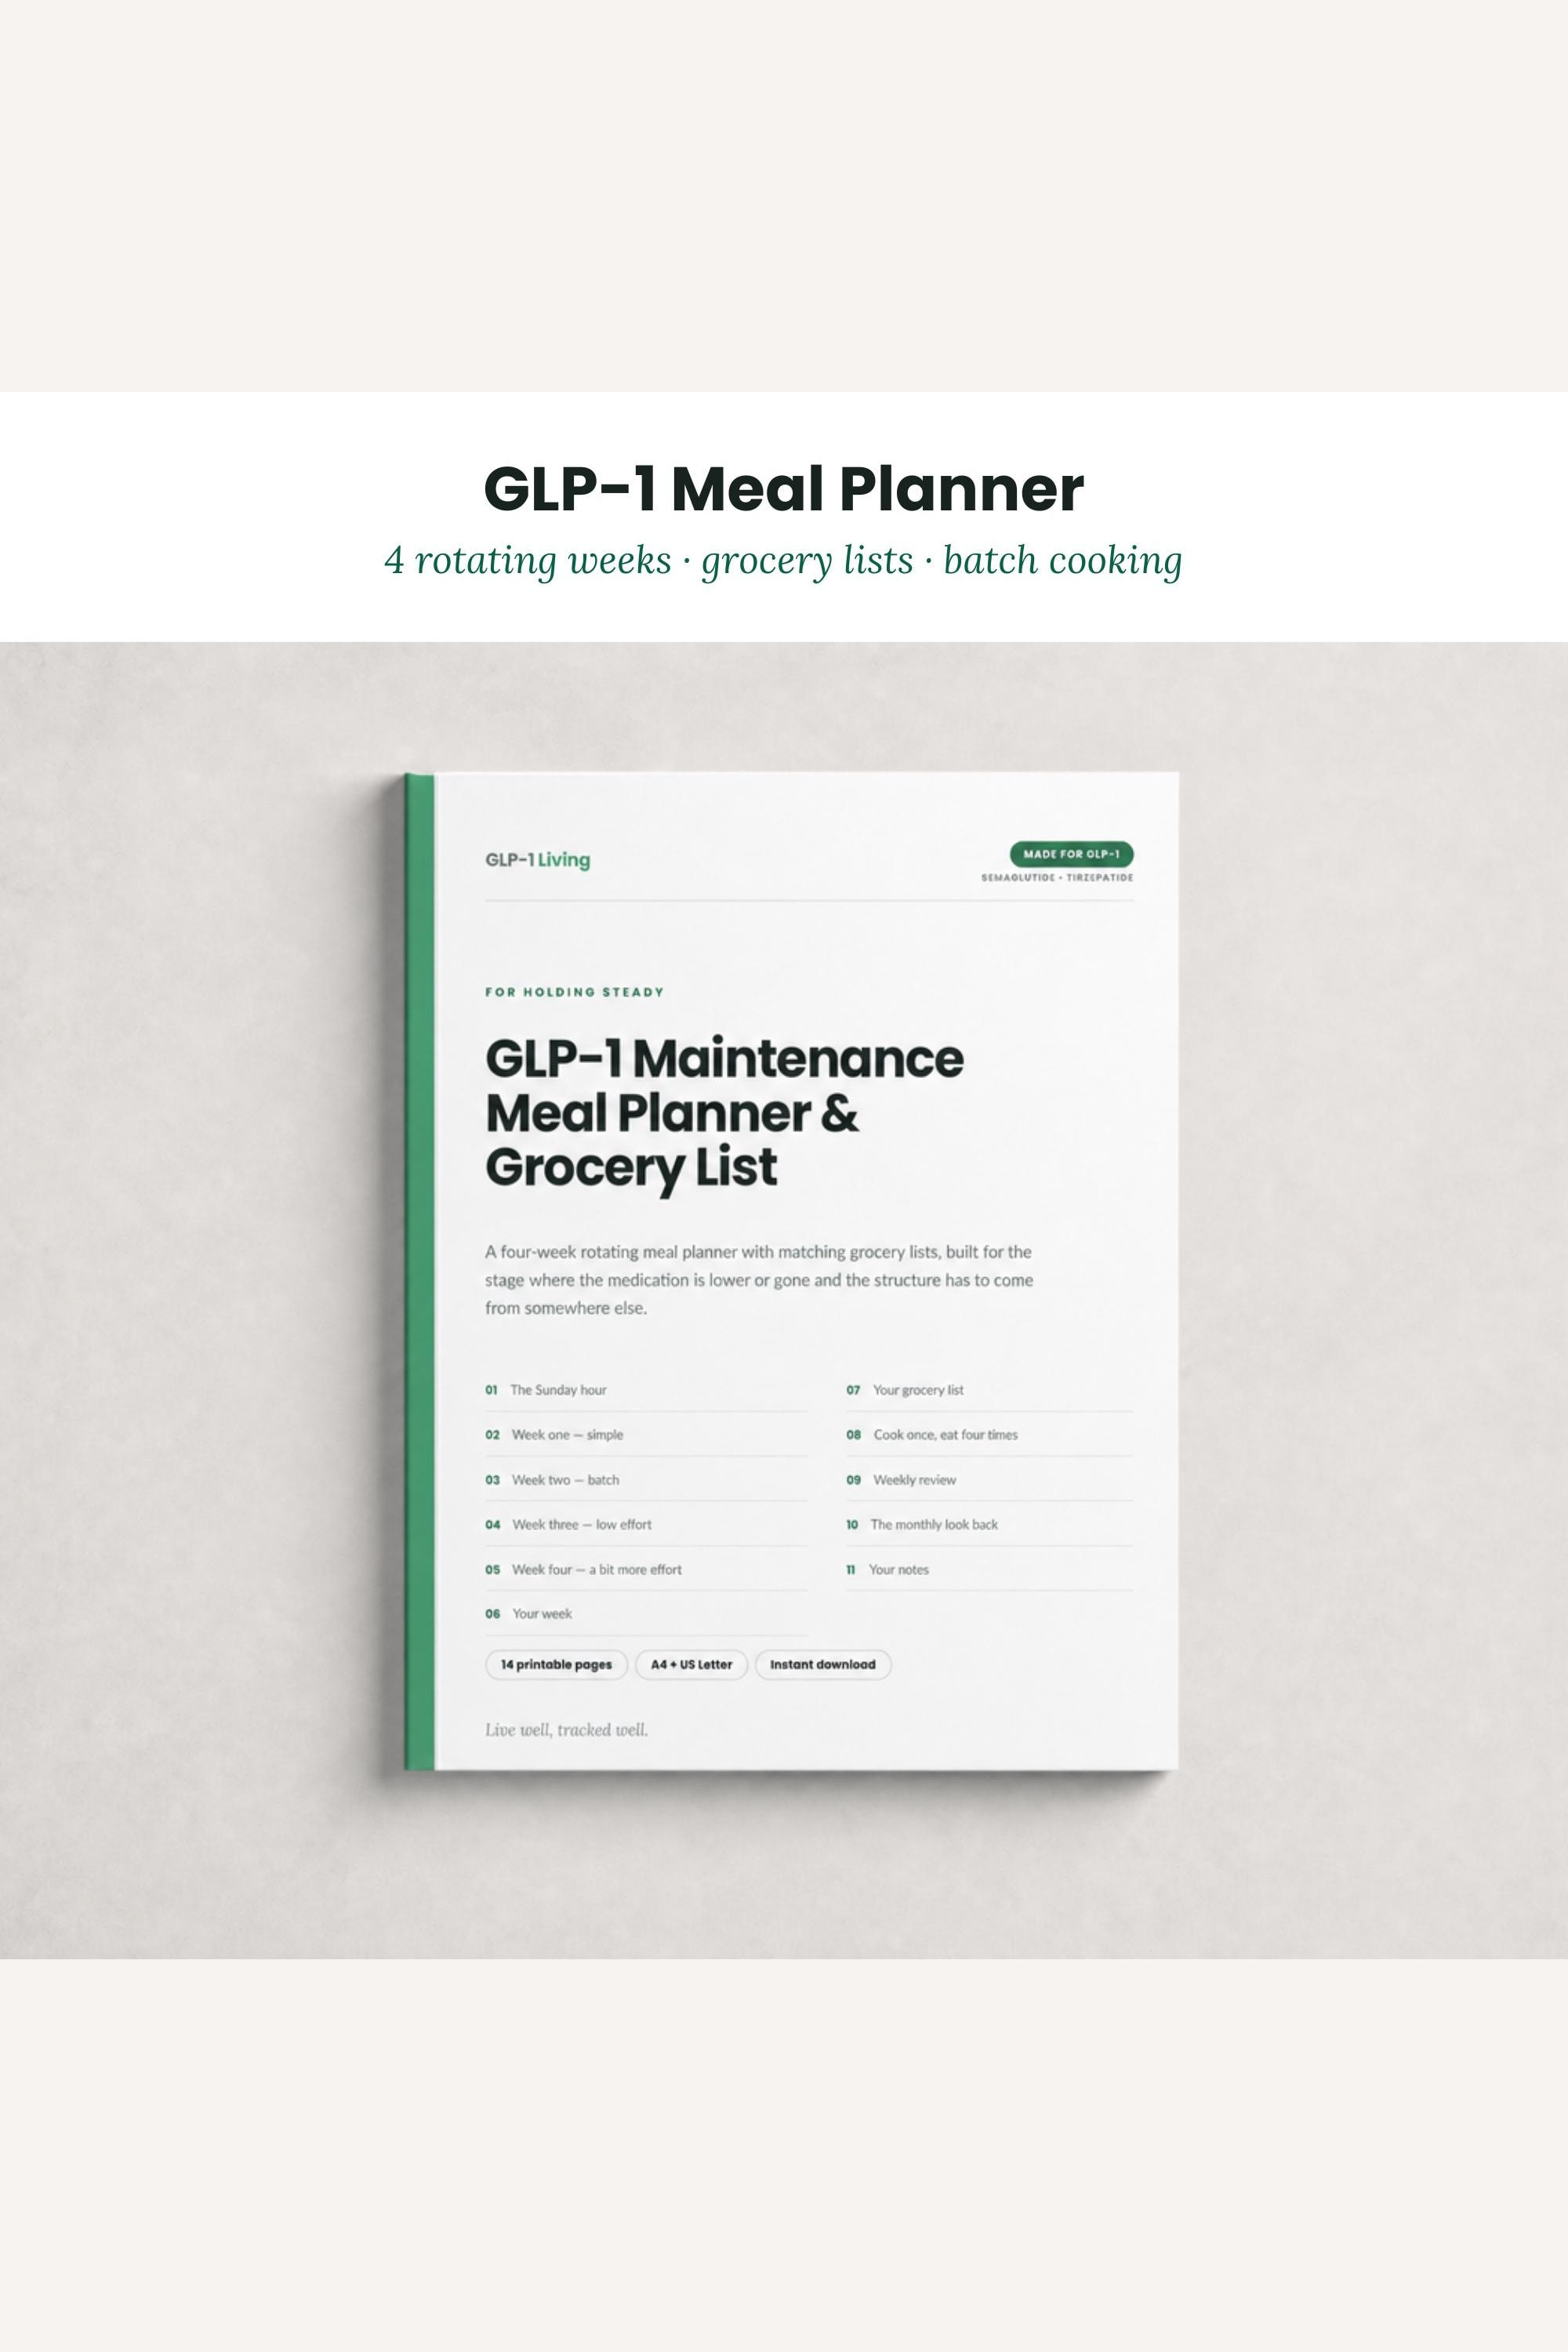 GLP-1 Meal Planner
4 rotating weeks · grocery lists · batch cooking
GLP-1 Living
MADE FOR GLP-1
SEMAGLUTIDE · TIRZEPATIDE
FOR HOLDING STEADY
GLP-1 Maintenance
Meal Planner &
Grocery List
A four-week rotating meal planner with matching grocery lists, built for the
stage where the medication is lower or gone and the structure has to come
from somewhere else.
01 The Sunday hour
02 Week one — simple
03 Week two — batch
04 Week three — low effort
05 Week four — a bit more effort
06 Your week
07 Your grocery list
08 Cook once, eat four times
09 Weekly review
10 The monthly look back
11 Your notes
14 printable pages
A4 + US Letter
Instant download
Live well, tracked well.